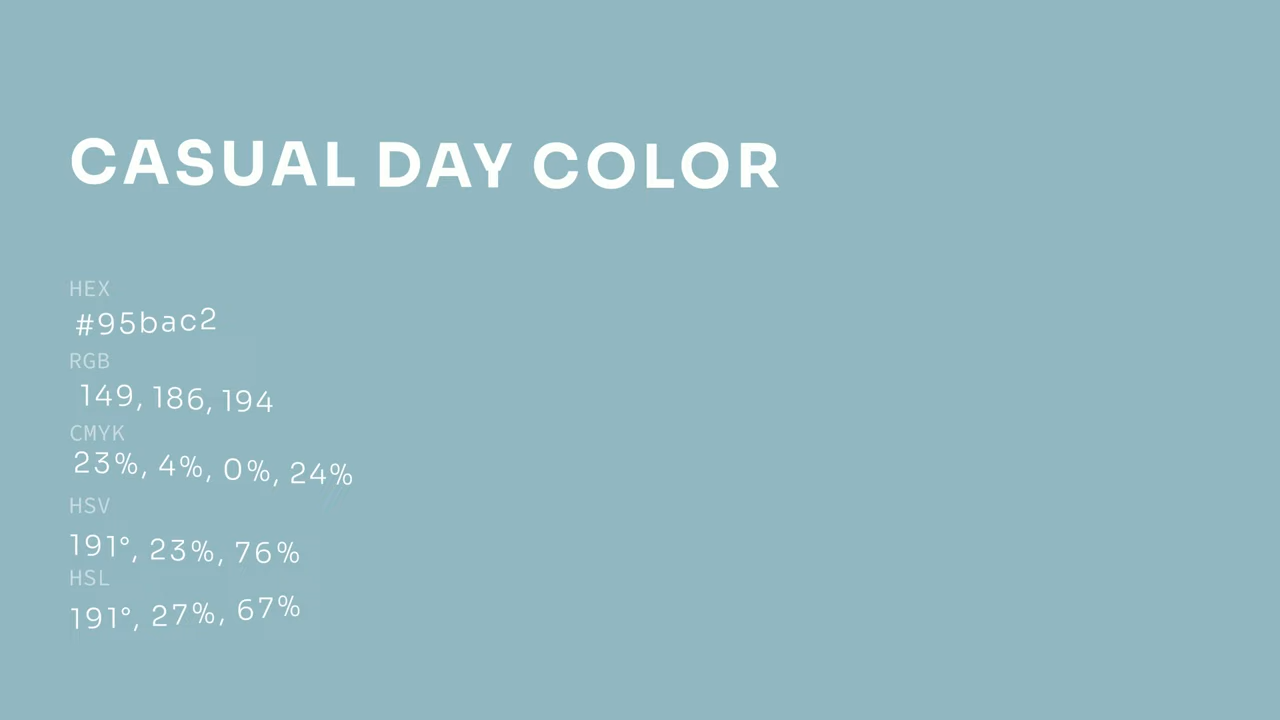 CASUAL DAY COLOR
HEX
#95bac2
RGB
149, 186, 194
CMYK
23%, 4%, 0%, 24%
HSV
191°, 23%, 76%
HSL
191°, 27%, 67%